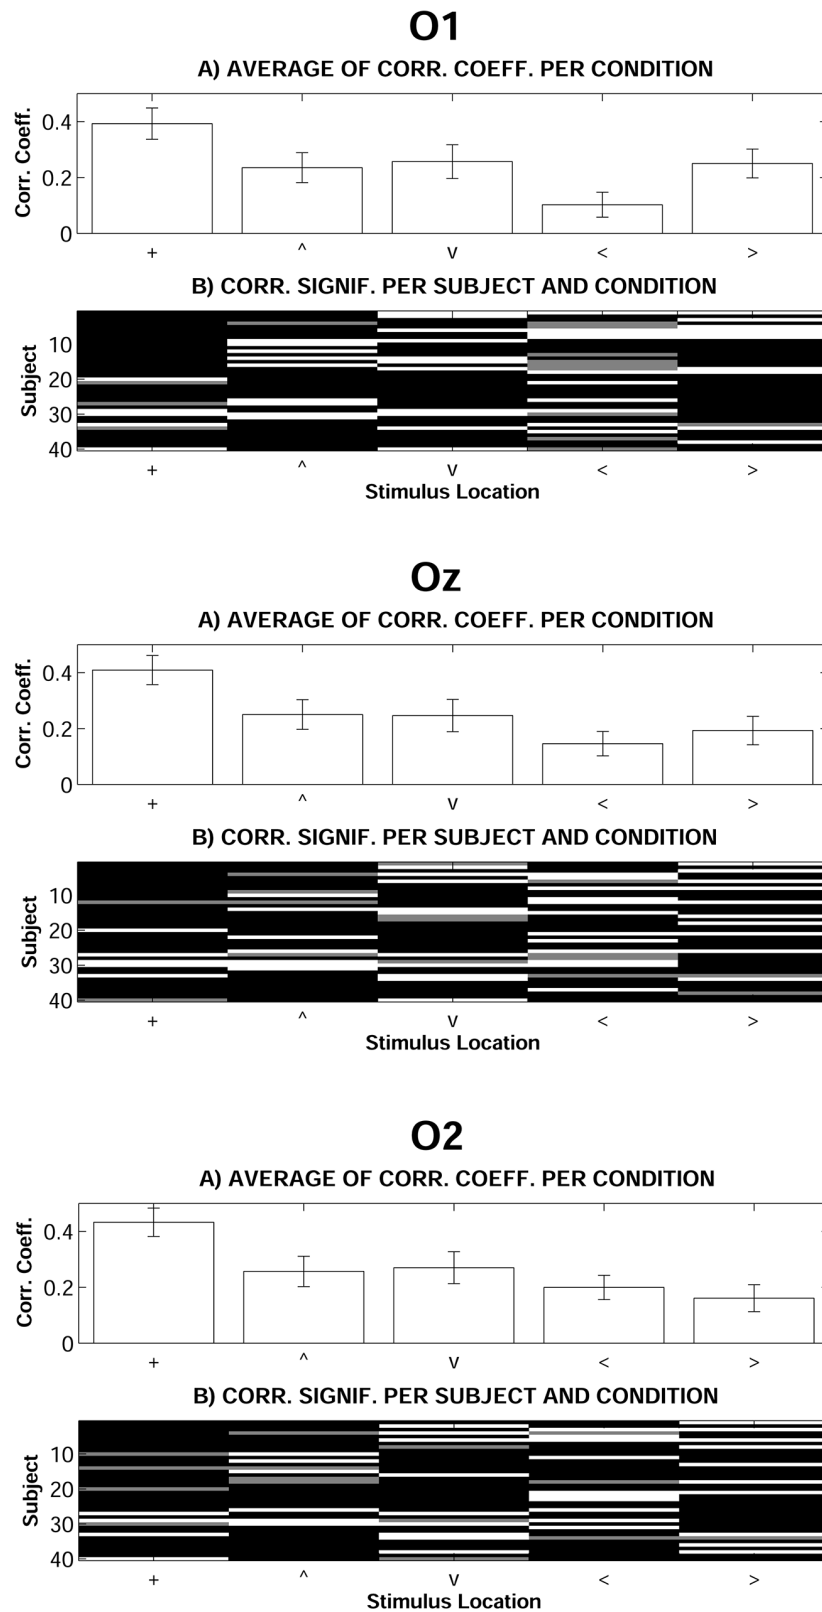 O1
A) AVERAGE OF CORR. COEFF. PER CONDITION
Corr. Coeff.
0.4
0.2
0
+ ^ v < >
B) CORR. SIGNIF. PER SUBJECT AND CONDITION
Subject
10
20
30
40
+ ^ v < >
Stimulus Location
Oz
A) AVERAGE OF CORR. COEFF. PER CONDITION
Corr. Coeff.
0.4
0.2
0
+ ^ v < >
B) CORR. SIGNIF. PER SUBJECT AND CONDITION
Subject
10
20
30
40
+ ^ v < >
Stimulus Location
O2
A) AVERAGE OF CORR. COEFF. PER CONDITION
Corr. Coeff.
0.4
0.2
0
+ ^ v < >
B) CORR. SIGNIF. PER SUBJECT AND CONDITION
Subject
10
20
30
40
+ ^ v < >
Stimulus Location